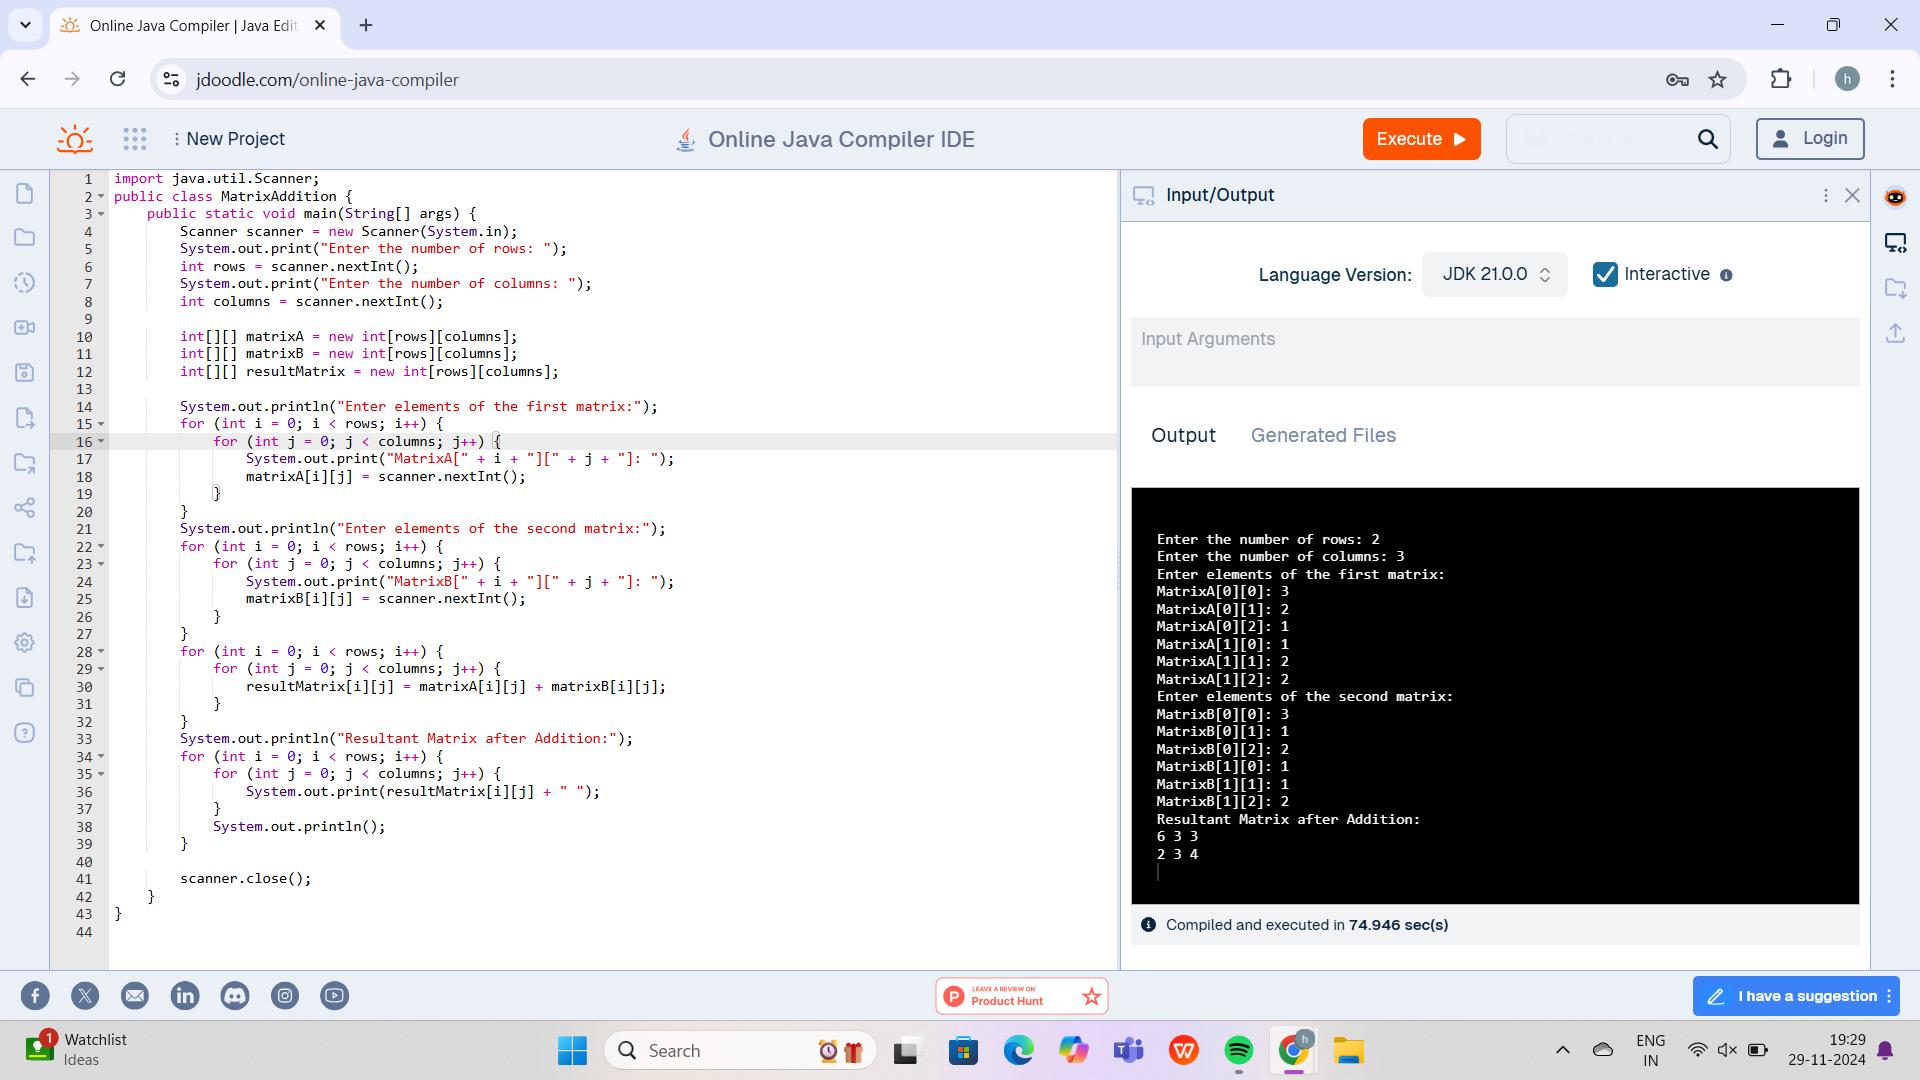 Online Java Compiler | Java Edit
jdoodle.com/online-java-compiler
h
New Project
Online Java Compiler IDE
Execute
Login
1 import java.util.Scanner;
2 public class MatrixAddition {
3 public static void main(String[] args) {
4 Scanner scanner = new Scanner(System.in);
5 System.out.print("Enter the number of rows: ");
6 int rows = scanner.nextInt();
7 System.out.print("Enter the number of columns: ");
8 int columns = scanner.nextInt();
9
10 int[][] matrixA = new int[rows][columns];
11 int[][] matrixB = new int[rows][columns];
12 int[][] resultMatrix = new int[rows][columns];
13
14 System.out.println("Enter elements of the first matrix:");
15 for (int i = 0; i < rows; i++) {
16 for (int j = 0; j < columns; j++) {
17 System.out.print("MatrixA[" + i + "][" + j + "]: ");
18 matrixA[i][j] = scanner.nextInt();
19 }
20 }
21 System.out.println("Enter elements of the second matrix:");
22 for (int i = 0; i < rows; i++) {
23 for (int j = 0; j < columns; j++) {
24 System.out.print("MatrixB[" + i + "][" + j + "]: ");
25 matrixB[i][j] = scanner.nextInt();
26 }
27 }
28 for (int i = 0; i < rows; i++) {
29 for (int j = 0; j < columns; j++) {
30 resultMatrix[i][j] = matrixA[i][j] + matrixB[i][j];
31 }
32 }
33 System.out.println("Resultant Matrix after Addition:");
34 for (int i = 0; i < rows; i++) {
35 for (int j = 0; j < columns; j++) {
36 System.out.print(resultMatrix[i][j] + " ");
37 }
38 System.out.println();
39 }
40
41 scanner.close();
42 }
43 }
44
Input/Output
Language Version: JDK 21.0.0 Interactive
Input Arguments
Output Generated Files
Enter the number of rows: 2
Enter the number of columns: 3
Enter elements of the first matrix:
MatrixA[0][0]: 3
MatrixA[0][1]: 2
MatrixA[0][2]: 1
MatrixA[1][0]: 1
MatrixA[1][1]: 2
MatrixA[1][2]: 2
Enter elements of the second matrix:
MatrixB[0][0]: 3
MatrixB[0][1]: 1
MatrixB[0][2]: 2
MatrixB[1][0]: 1
MatrixB[1][1]: 1
MatrixB[1][2]: 2
Resultant Matrix after Addition:
6 3 3
2 3 4
Compiled and executed in 74.946 sec(s)
LEAVE A REVIEW ON
Product Hunt
I have a suggestion
1
Watchlist
Ideas
Search
h
ENG
IN
19:29
29-11-2024